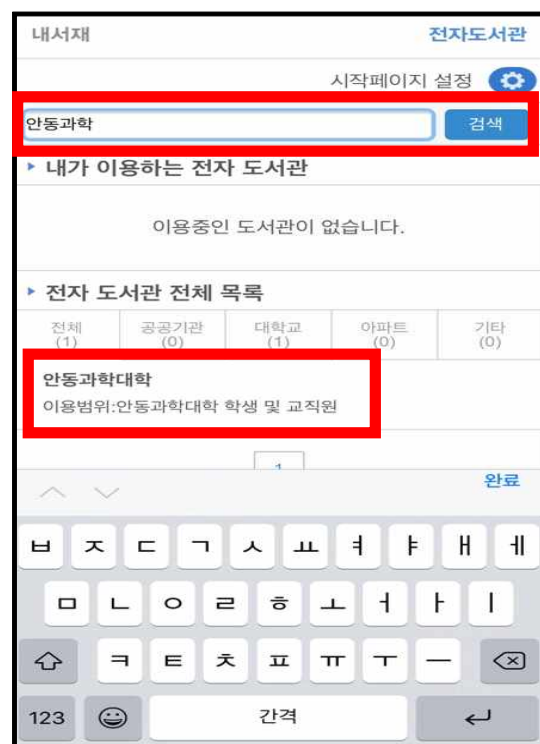 내서재 전자도서관
시작페이지 설정
안동과학 검색
내가 이용하는 전자 도서관
이용중인 도서관이 없습니다.
전자 도서관 전체 목록
전체 공공기관 대학교 아파트 기타
(1) (0) (1) (0) (0)
안동과학대학
이용범위:안동과학대학 학생 및 교직원
1
완료
ㅂ ㅈ ㄷ ㄱ ㅅ ㅛ ㅕ ㅑ ㅐ ㅔ
ㅁ ㄴ ㅇ ㄹ ㅎ ㅗ ㅓ ㅏ ㅣ
ㅋ ㅌ ㅊ ㅍ ㅠ ㅜ ㅡ
123 간격